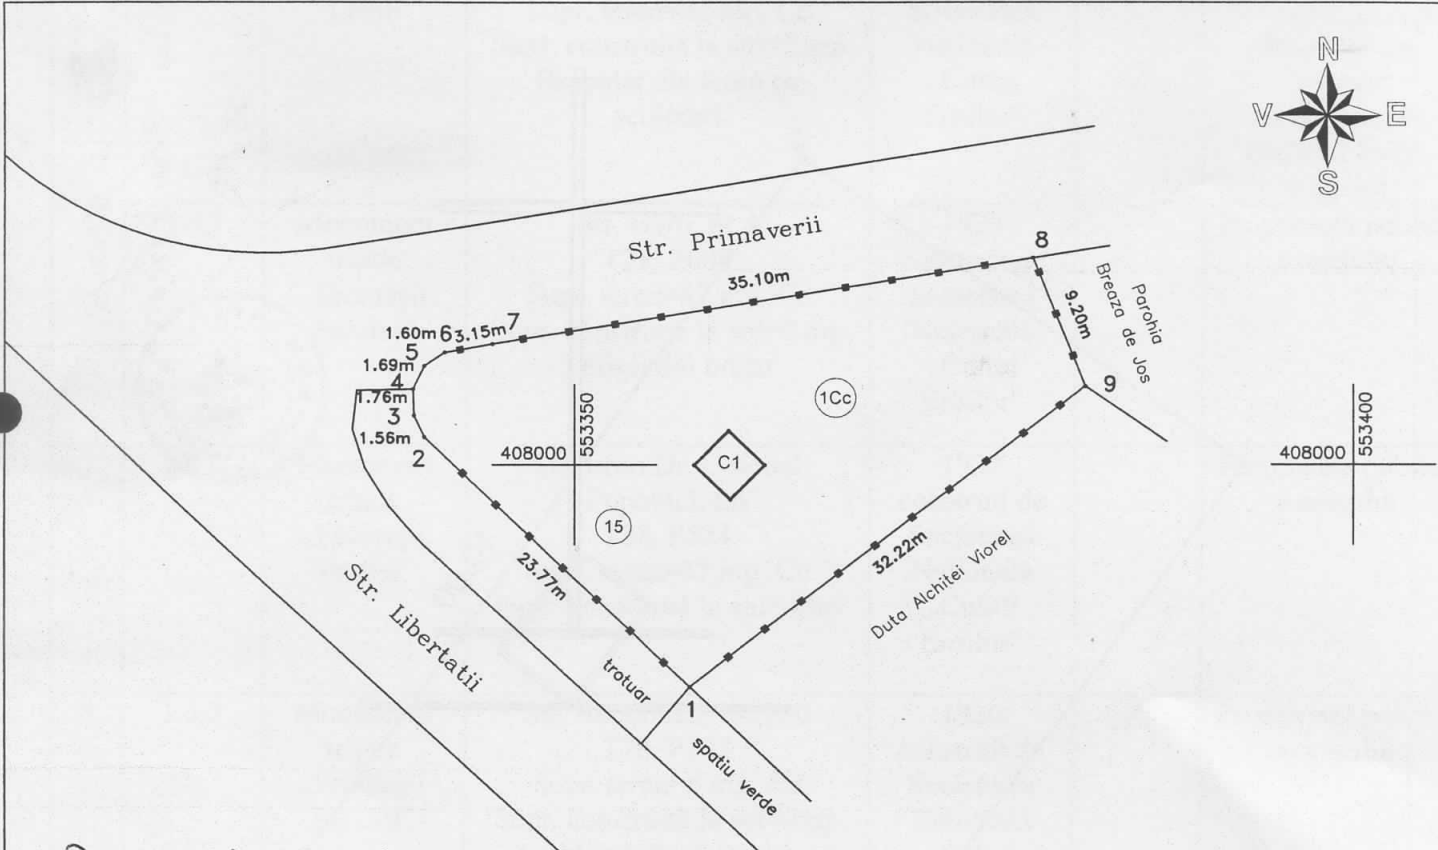 N
V E
S
Str. Primaverii
8
35.10m
9.20m
Parohia
Breaza de Jos
1.60m 6 3.15m 7
5
1.69m
4
1.76m
3
1.56m
2
9
1Cc
553350
408000
C1
553400
408000
15
23.77m
32.22m
Duta Alchitei Viorel
Str. Libertatii
trotuar
1
spatiu verde